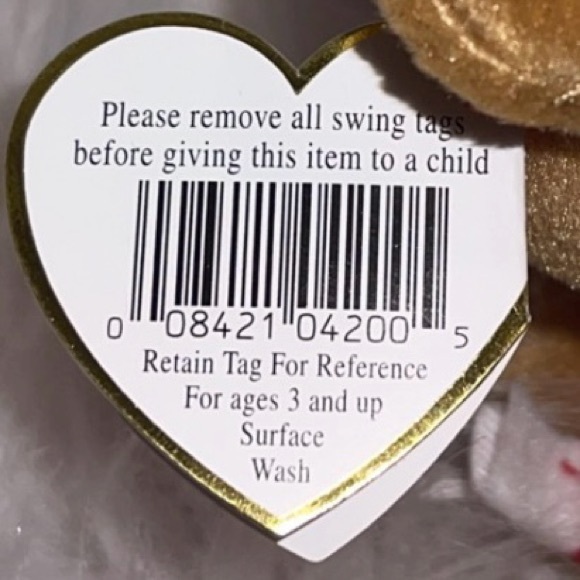 Please remove all swing tags
before giving this item to a child
0 08421 04200 5
Retain Tag For Reference
For ages 3 and up
Surface
Wash